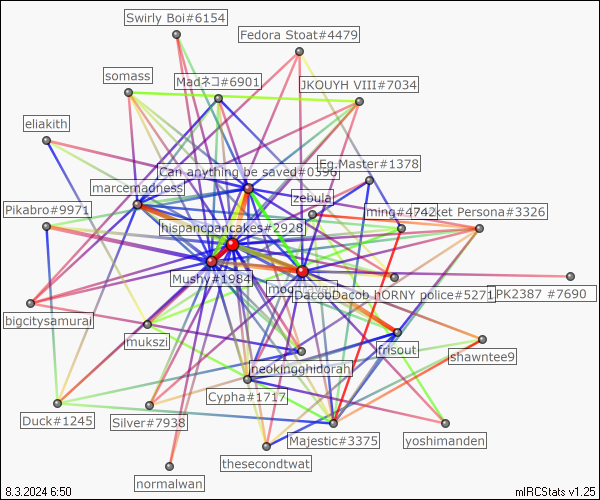 Swirly Boi#6154
Fedora Stoat#4479
somass
Madネコ#6901
JKOUYH VIII#7034
eliakith
Eg.Master#1378
Can anything be saved#0396
marcemadness
zebula
Pikabro#9971
ming#4742
cket Persona#3326
hispancpancakes#2928
Mushy#1984
DacobDacob hORNY police#5271
PK2387 #7690
bigcitysamurai
mukszi
frisout
shawntee9
neokingghidorah
Cypha#1717
Duck#1245
Silver#7938
Majestic#3375
yoshimanden
thesecondtwat
normalwan
8.3.2024 6:50
mIRCStats v1.25